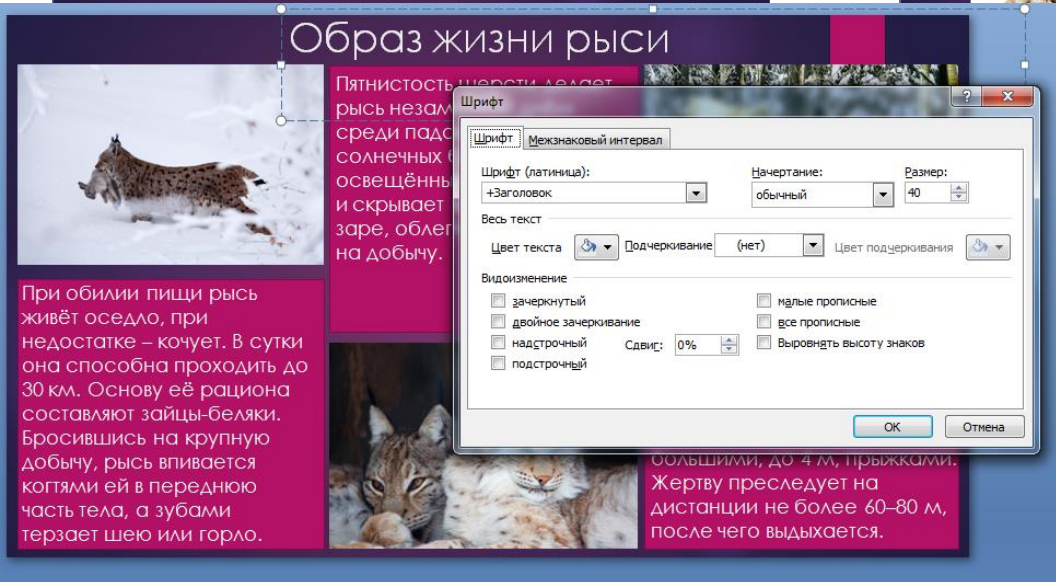 Образ жизни рыси
Пятнистость шерсти делает
рысь
среди
солнечных
и скрывает
на добычу.
При обилии пищи рысь
живёт оседло, при
недостатке – кочует. В сутки
она способна проходить до
30 км. Основу её рациона
составляют зайцы-беляки.
Бросившись на крупную
добычу, рысь впивается
когтями ей в переднюю
часть тела, а зубами
терзает шею или горло.
большими, до 4 м, прыжками.
Жертву преследует на
дистанции не более 60–80 м,
после чего выдыхается.
Шрифт
Шрифт Межзнаковый интервал
Шрифт (латиница): Начертание: Размер:
+Заголовок обычный 40
Весь текст
Цвет текста Подчеркивание (нет) Цвет подчеркивания
Видоизменение
зачеркнутый малые прописные
двойное зачеркивание все прописные
надстрочный Сдвиг: 0% Выровнять высоту знаков
подстрочный
ОК Отмена